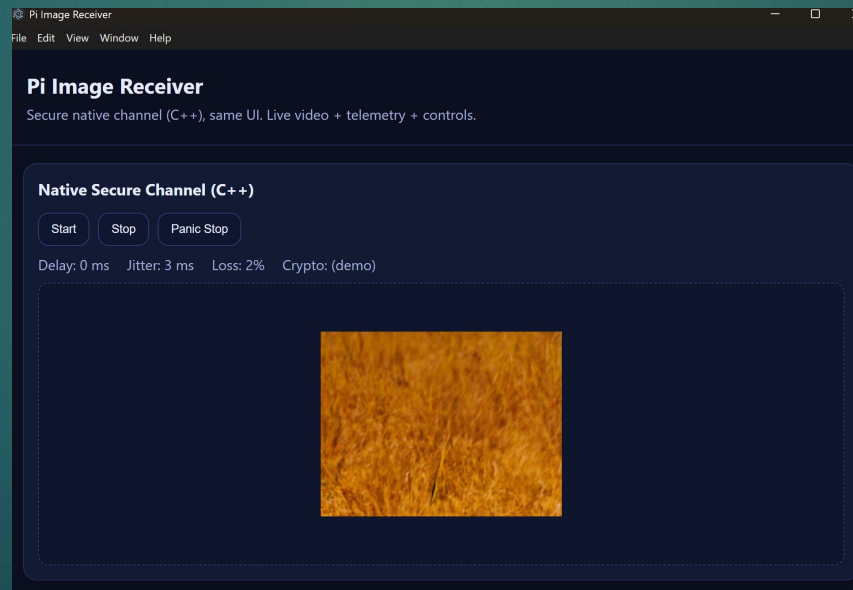 Pi Image Receiver
File Edit View Window Help
Pi Image Receiver
Secure native channel (C++), same UI. Live video + telemetry + controls.
Native Secure Channel (C++)
Start Stop Panic Stop
Delay: 0 ms Jitter: 3 ms Loss: 2% Crypto: (demo)